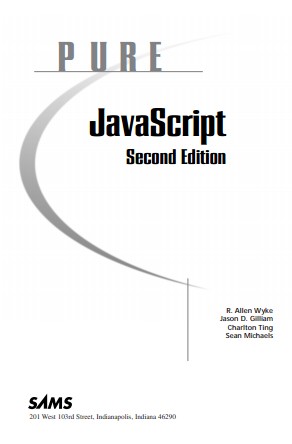 PURE
JavaScript
Second Edition
R. Allen Wyke
Jason D. Gilliam
Charlton Ting
Sean Michaels
SAMS
201 West 103rd Street, Indianapolis, Indiana 46290